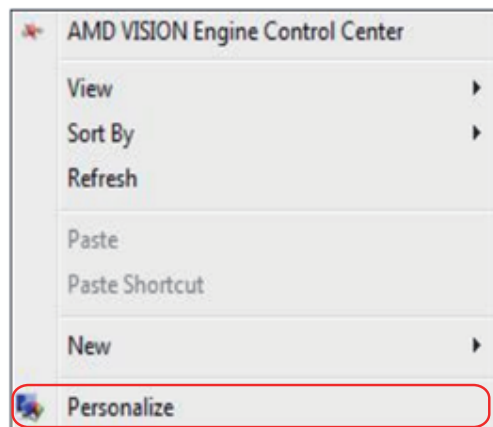 AMD VISION Engine Control Center
View
Sort By
Refresh
Paste
Paste Shortcut
New
Personalize